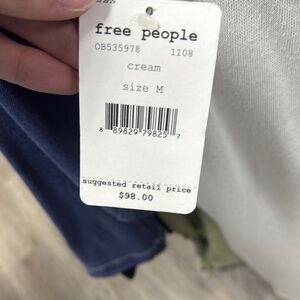 free people
OB535978 1108
cream
size M
8 89829 79825 7
suggested retail price
$98.00